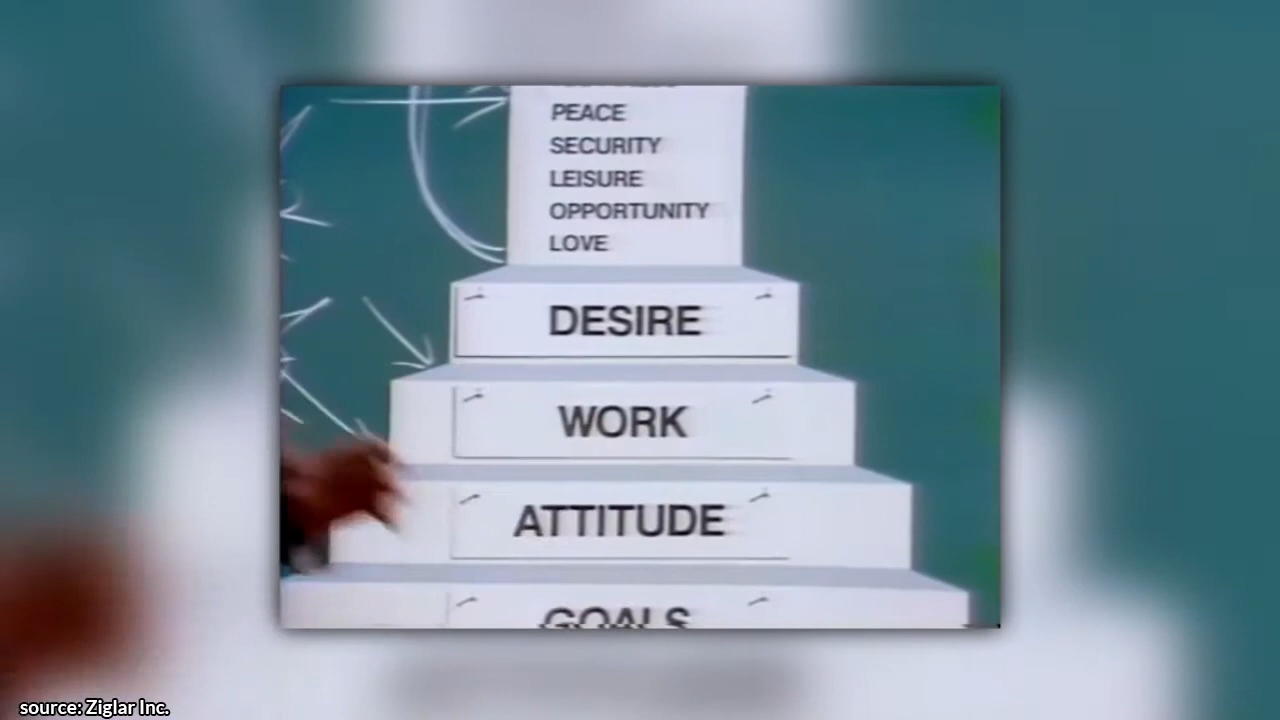 PEACE
SECURITY
LEISURE
OPPORTUNITY
LOVE
DESIRE
WORK
ATTITUDE
GOALS
source: Ziglar Inc.